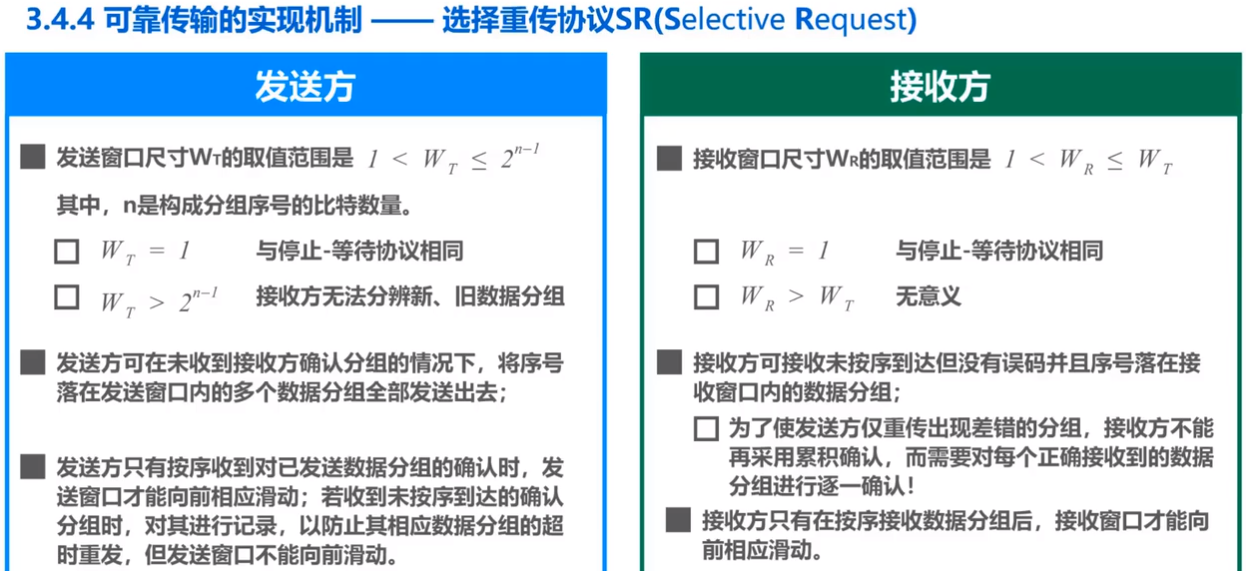 3.4.4 可靠传输的实现机制 —— 选择重传协议SR(Selective Request)
发送方
■ 发送窗口尺寸WT的取值范围是 1 < W_T ≤ 2^{n-1}
其中，n是构成分组序号的比特数量。
□ W_T = 1 与停止-等待协议相同
□ W_T > 2^{n-1} 接收方无法分辨新、旧数据分组
■ 发送方可在未收到接收方确认分组的情况下，将序号
落在发送窗口内的多个数据分组全部发送出去；
■ 发送方只有按序收到对已发送数据分组的确认时，发
送窗口才能向前相应滑动；若收到未按序到达的确认
分组时，对其进行记录，以防止其相应数据分组的超
时重发，但发送窗口不能向前滑动。
接收方
■ 接收窗口尺寸WR的取值范围是 1 < W_R ≤ W_T
□ W_R = 1 与停止-等待协议相同
□ W_R > W_T 无意义
■ 接收方可接收未按序到达但没有误码并且序号落在接
收窗口内的数据分组；
□ 为了使发送方仅重传出现差错的分组，接收方不能
再采用累积确认，而需要对每个正确接收到的数据
分组进行逐一确认！
■ 接收方只有在按序接收数据分组后，接收窗口才能向
前相应滑动。